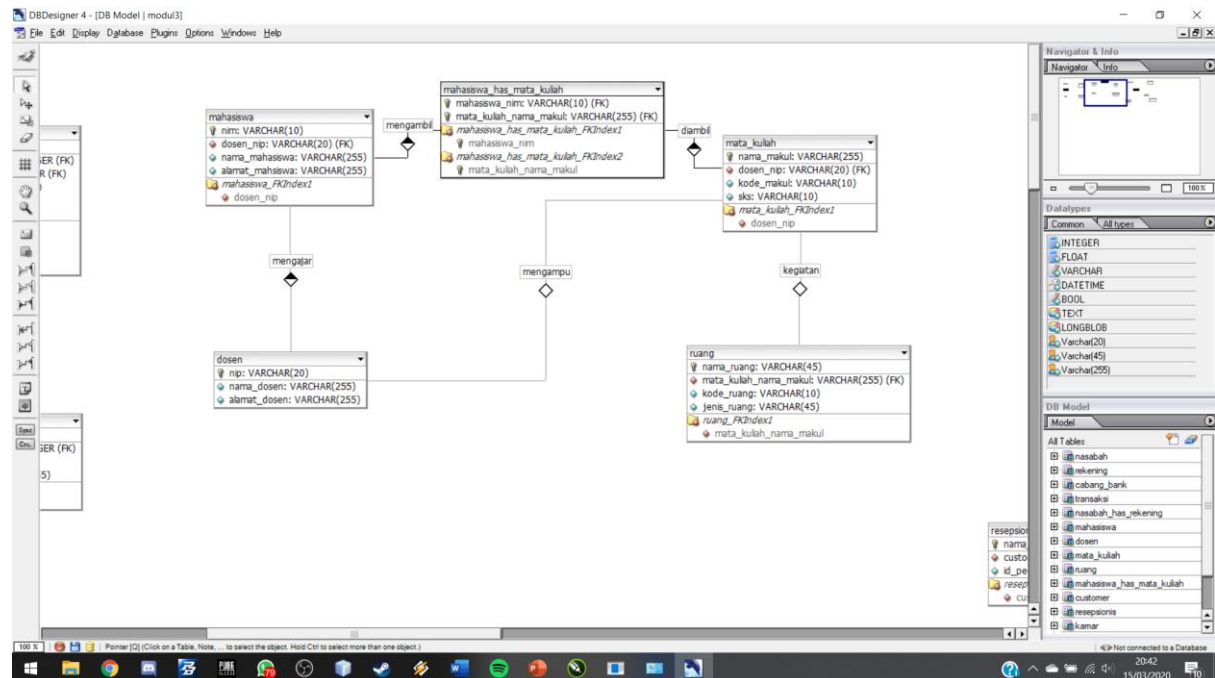 DBDesigner 4 - [DB Model | modul3]
File Edit Display Database Plugins Options Windows Help
GER (FK)
R (FK)
GER (FK)
5)
mahasiswa
nim: VARCHAR(10)
dosen_nip: VARCHAR(20) (FK)
nama_mahasiswa: VARCHAR(255)
alamat_mahsiswa: VARCHAR(255)
mahasiswa_FKIndex1
dosen_nip
mengambil
mahasiswa_has_mata_kuliah
mahasiswa_nim: VARCHAR(10) (FK)
mata_kuliah_nama_makul: VARCHAR(255) (FK)
mahasiswa_has_mata_kuliah_FKIndex1
mahasiswa_nim
mahasiswa_has_mata_kuliah_FKIndex2
mata_kuliah_nama_makul
diambil
mata_kuliah
nama_makul: VARCHAR(255)
dosen_nip: VARCHAR(20) (FK)
kode_makul: VARCHAR(10)
sks: VARCHAR(10)
mata_kuliah_FKIndex1
dosen_nip
mengajar
mengampu
kegiatan
dosen
nip: VARCHAR(20)
nama_dosen: VARCHAR(255)
alamat_dosen: VARCHAR(255)
ruang
nama_ruang: VARCHAR(45)
mata_kuliah_nama_makul: VARCHAR(255) (FK)
kode_ruang: VARCHAR(10)
jenis_ruang: VARCHAR(45)
ruang_FKIndex1
mata_kuliah_nama_makul
resepsion
nama_
custo
id_pe
resep
cus
Navigator & Info
Navigator Info
100 %
Datatypes
Common All types
INTEGER
FLOAT
VARCHAR
DATETIME
BOOL
TEXT
LONGBLOB
Varchar(20)
Varchar(45)
Varchar(255)
DB Model
Model
All Tables
nasabah
rekening
cabang_bank
transaksi
nasabah_has_rekening
mahasiswa
dosen
mata_kuliah
ruang
mahasiswa_has_mata_kuliah
customer
resepsionis
kamar
Sync
100 % Pointer [Q] (Click on a Table, Note, ... to select the object. Hold Ctrl to select more than one object.)
Not connected to a Database
20:42
15/03/2020